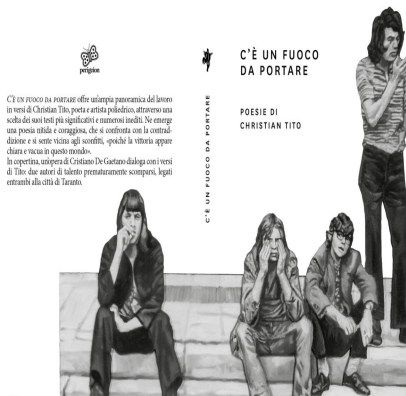 perignion
C'È UN FUOCO DA PORTARE offre un'ampia panoramica del lavoro
in versi di Christian Tito, poeta e artista poliedrico, attraverso una
scelta dei suoi testi più significativi e numerosi inediti. Ne emerge
una poesia nitida e coraggiosa, che si confronta con la contrad-
dizione e si sente vicina agli sconfitti, «poiché la vittoria appare
chiara e vacua in questo mondo».
In copertina, un'opera di Cristiano De Gaetano dialoga con i versi
di Tito: due autori di talento prematuramente scomparsi, legati
entrambi alla città di Taranto.
C'È UN FUOCO DA PORTARE
C'È UN FUOCO
DA PORTARE
POESIE DI
CHRISTIAN TITO